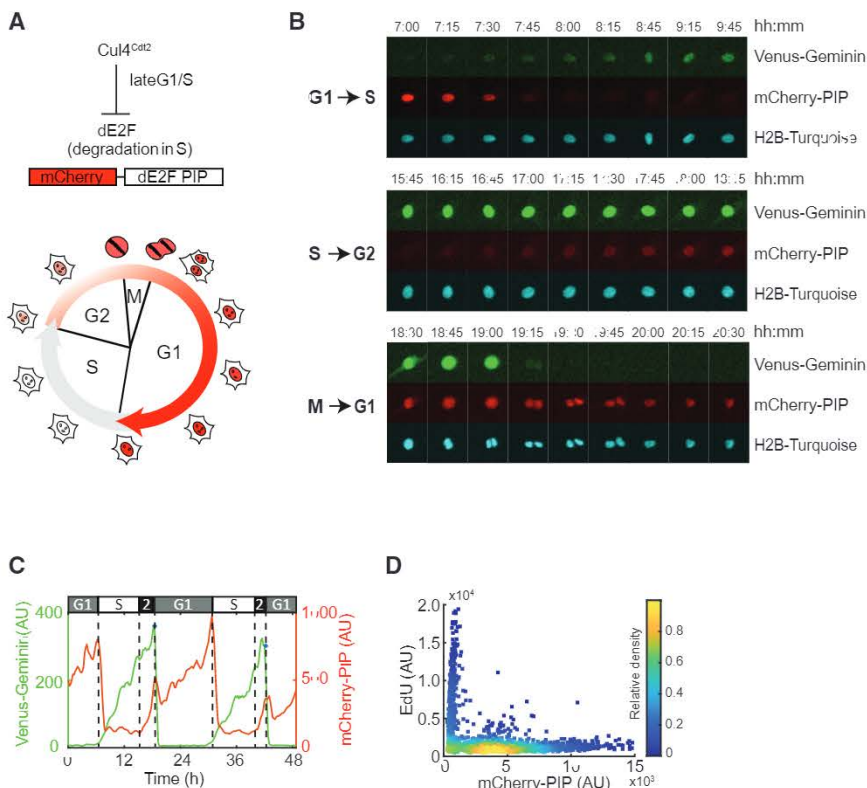 A
Cul4Cdt2
lateG1/S
dE2F
(degradation in S)
mCherry
dE2F PIP
M
G2
G1
S
B
7:00 7:15 7:30 7:45 8:00 8:15 8:45 9:15 9:45 hh:mm
Venus-Geminin
G1 → S
mCherry-PIP
H2B-Turquoise
15:45 16:15 16:45 17:00 hh:mm
Venus-Geminin
S → G2
mCherry-PIP
H2B-Turquoise
18:30 18:45 19:00 19:15 20:00 20:15 20:30 hh:mm
Venus-Geminin
M → G1
mCherry-PIP
H2B-Turquoise
C
G1 S 2 G1 S 2 G1
Venus-Geminin (AU)
400
200
0
mCherry-PIP (AU)
0
0 12 24 36 48
Time (h)
D
x10⁴
EdU (AU)
2.0
1.5
1.0
0.5
0
0 5 10 15
x10³
mCherry-PIP (AU)
Relative density
0.8
0.6
0.4
0.2
0